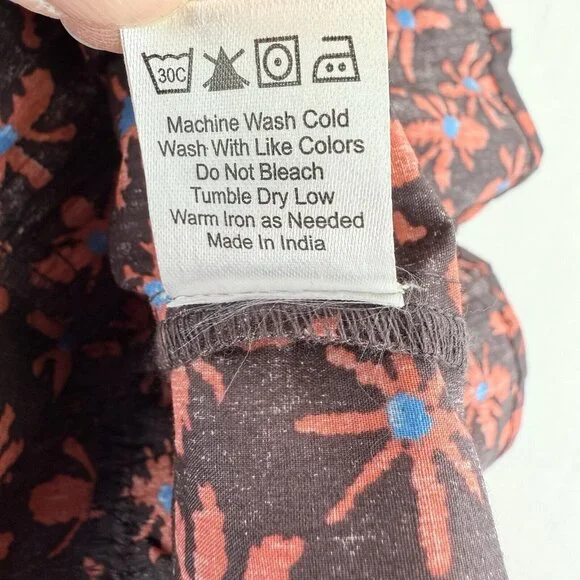 30C
Machine Wash Cold
Wash With Like Colors
Do Not Bleach
Tumble Dry Low
Warm Iron as Needed
Made In India